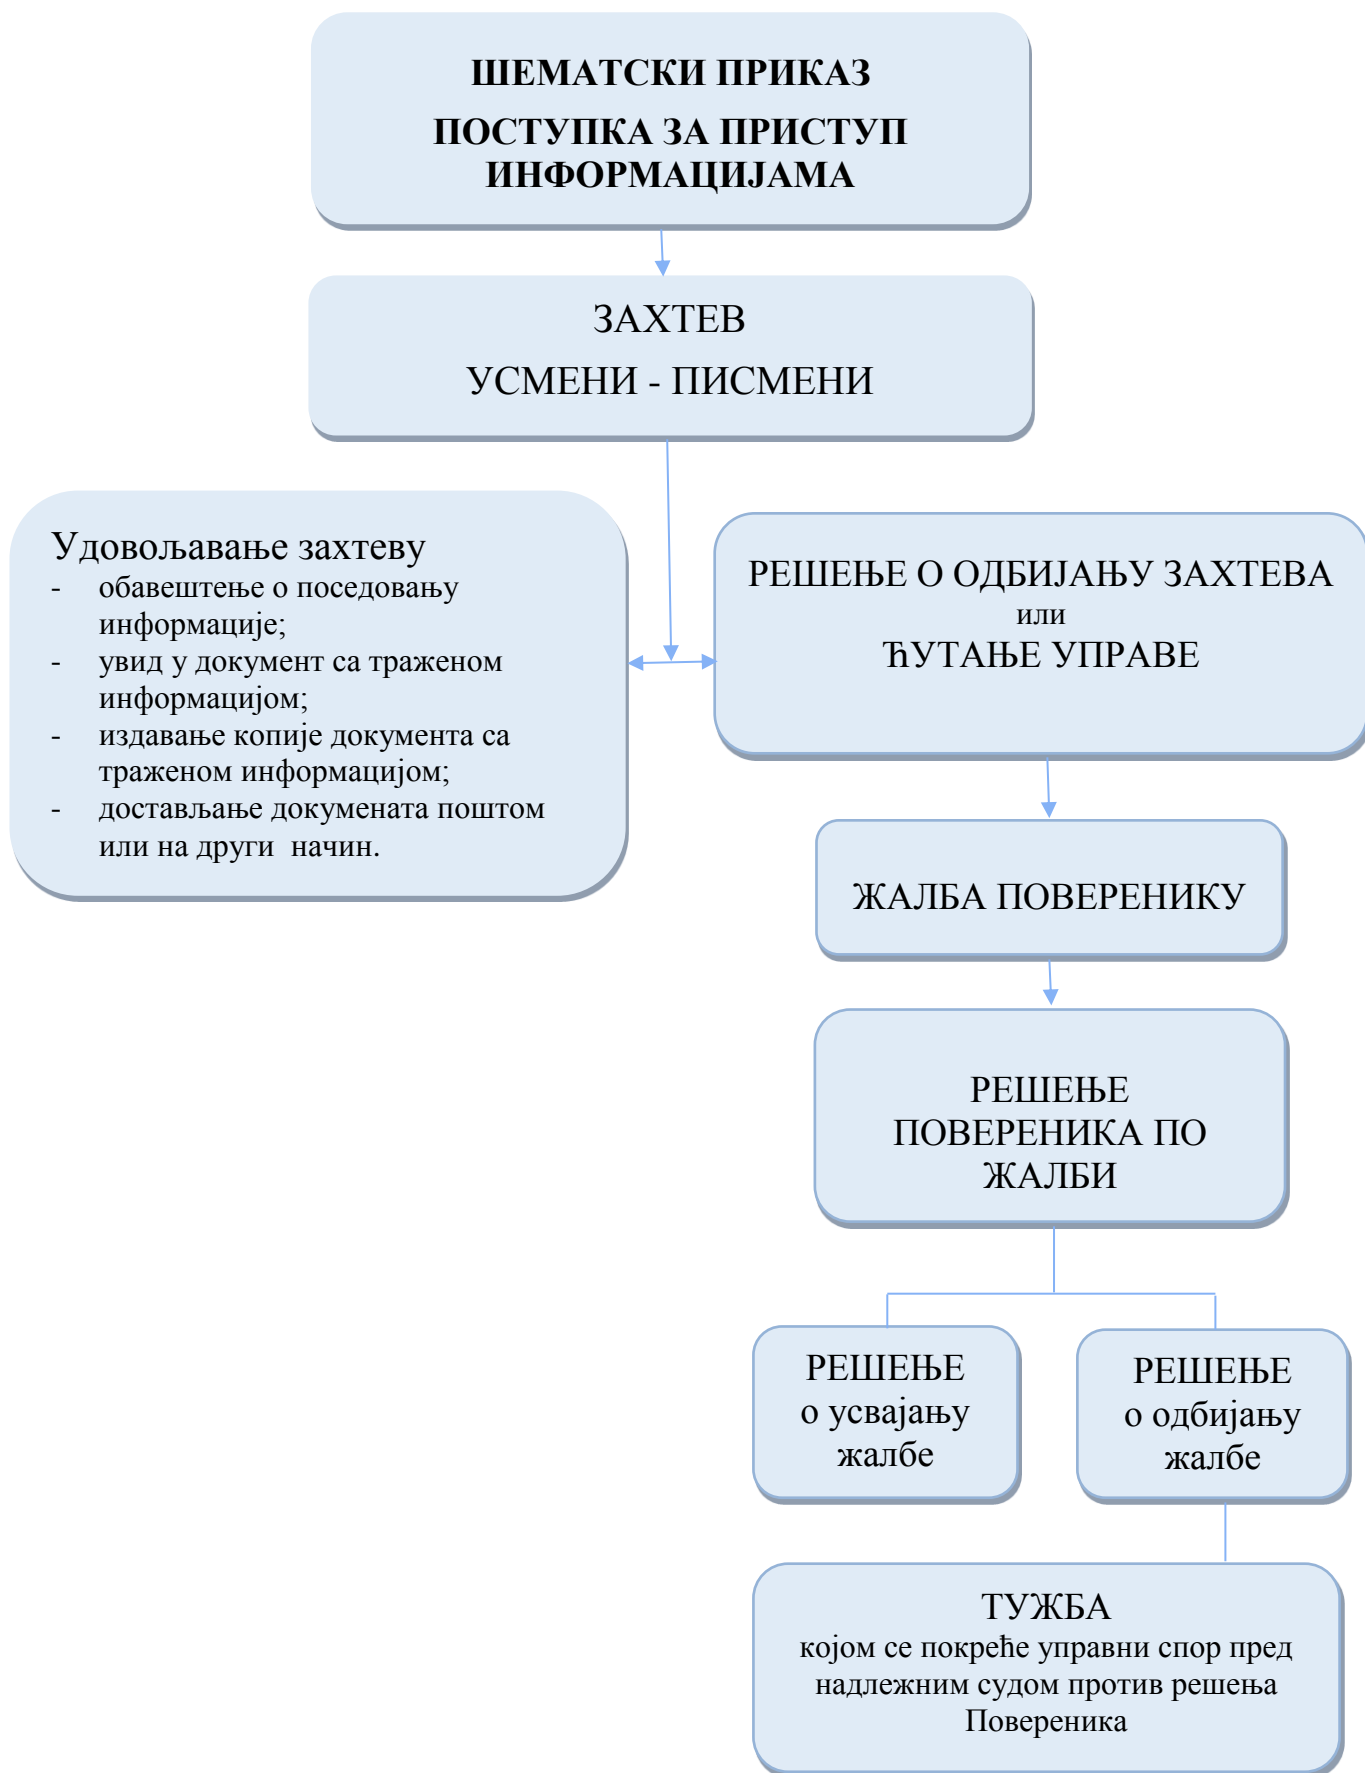 ШЕМАТСКИ ПРИКАЗ
ПОСТУПКА ЗА ПРИСТУП
ИНФОРМАЦИЈАМА
ЗАХТЕВ
УСМЕНИ - ПИСМЕНИ
Удовољавање захтеву
- обавештење о поседовању
информације;
- увид у документ са траженом
информацијом;
- издавање копије документа са
траженом информацијом;
- достављање докумената поштом
или на други начин.
РЕШЕЊЕ О ОДБИЈАЊУ ЗАХТЕВА
или
ЋУТАЊЕ УПРАВЕ
ЖАЛБА ПОВЕРЕНИКУ
РЕШЕЊЕ
ПОВЕРЕНИКА ПО
ЖАЛБИ
РЕШЕЊЕ
о усвајању
жалбе
РЕШЕЊЕ
о одбијању
жалбе
ТУЖБА
којом се покреће управни спор пред
надлежним судом против решења
Повереника